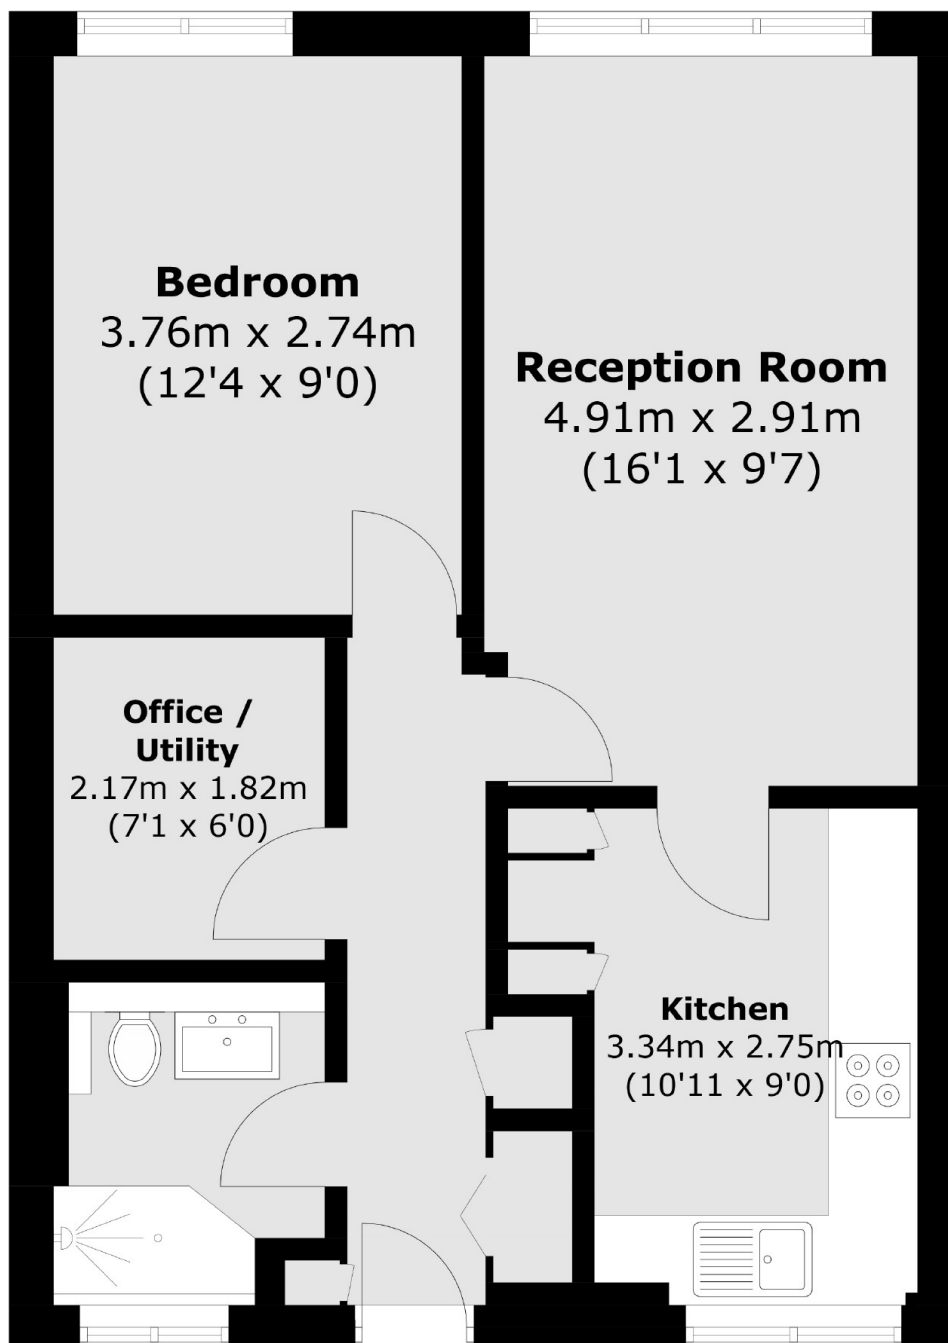 Bedroom
3.76m x 2.74m
(12'4 x 9'0)
Reception Room
4.91m x 2.91m
(16'1 x 9'7)
Office /
Utility
2.17m x 1.82m
(7'1 x 6'0)
Kitchen
3.34m x 2.75m
(10'11 x 9'0)